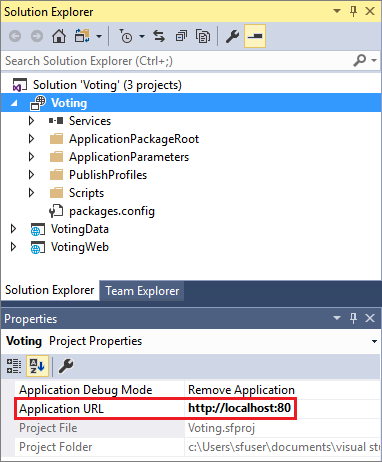 Solution Explorer
Search Solution Explorer (Ctrl+;)
Solution 'Voting' (3 projects)
Voting
Services
ApplicationPackageRoot
ApplicationParameters
PublishProfiles
Scripts
packages.config
VotingData
VotingWeb
Solution Explorer Team Explorer
Properties
Voting Project Properties
Application Debug Mode Remove Application
Application URL http://localhost:80
Project File Voting.sfproj
Project Folder c:\Users\sfuser\documents\visual stu